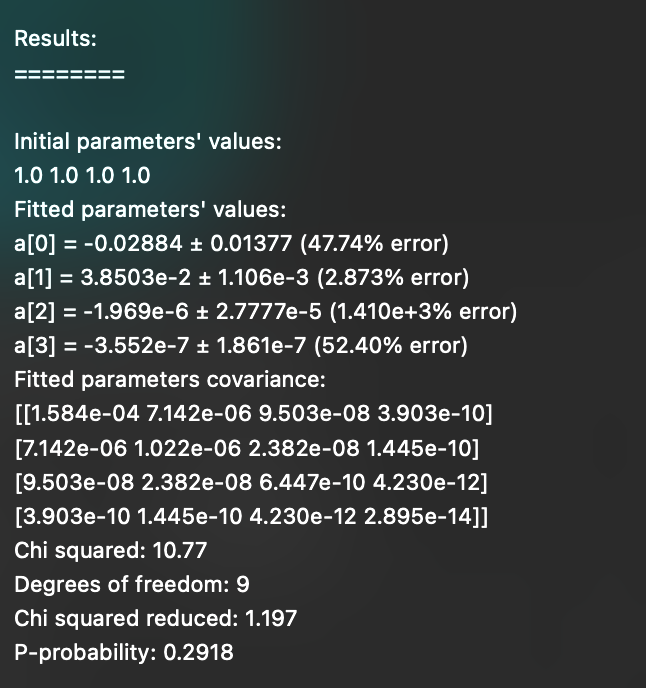 Results:
========
Initial parameters' values:
1.0 1.0 1.0 1.0
Fitted parameters' values:
a[0] = -0.02884 ± 0.01377 (47.74% error)
a[1] = 3.8503e-2 ± 1.106e-3 (2.873% error)
a[2] = -1.969e-6 ± 2.7777e-5 (1.410e+3% error)
a[3] = -3.552e-7 ± 1.861e-7 (52.40% error)
Fitted parameters covariance:
[[1.584e-04 7.142e-06 9.503e-08 3.903e-10]
[7.142e-06 1.022e-06 2.382e-08 1.445e-10]
[9.503e-08 2.382e-08 6.447e-10 4.230e-12]
[3.903e-10 1.445e-10 4.230e-12 2.895e-14]]
Chi squared: 10.77
Degrees of freedom: 9
Chi squared reduced: 1.197
P-probability: 0.2918